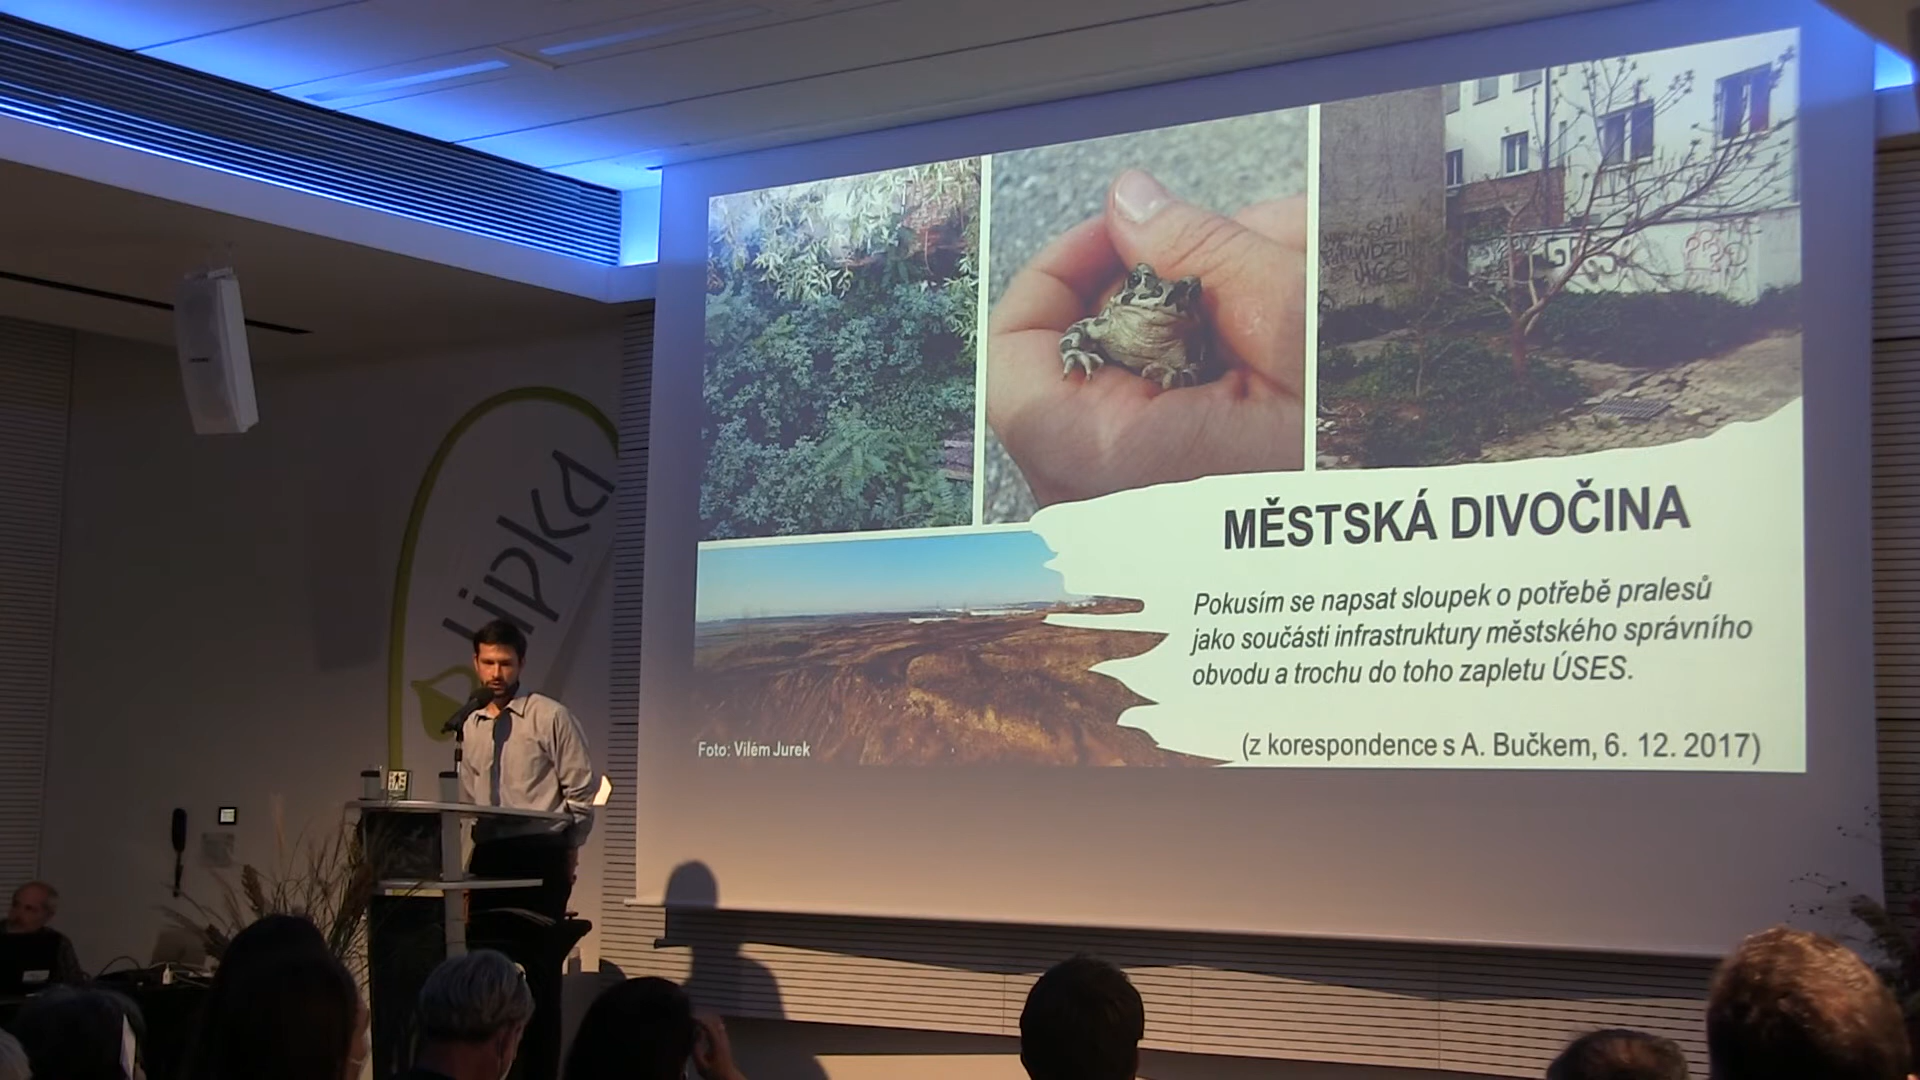 MĚSTSKÁ DIVOČINA
Pokusím se napsat sloupek o potřebě pralesů
jako součásti infrastruktury městského správního
obvodu a trochu do toho zapletu ÚSES.
(z korespondence s A. Bučkem, 6. 12. 2017)
Foto: Vilém Jurek
lipka